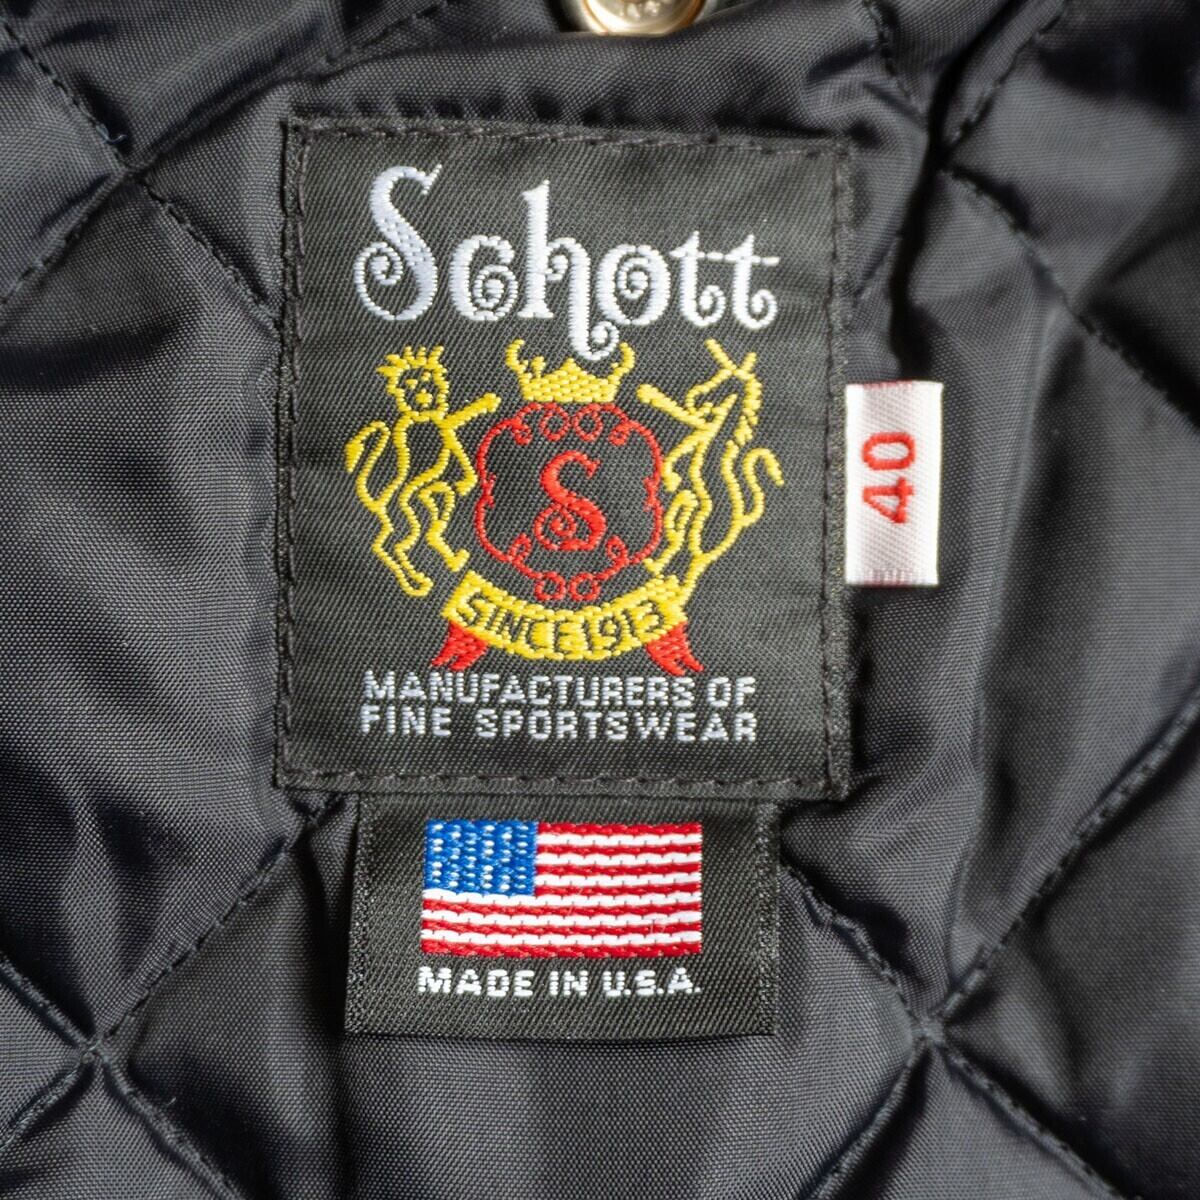 Schott
S
SINCE 1913
MANUFACTURERS OF
FINE SPORTSWEAR
40
MADE IN U.S.A.